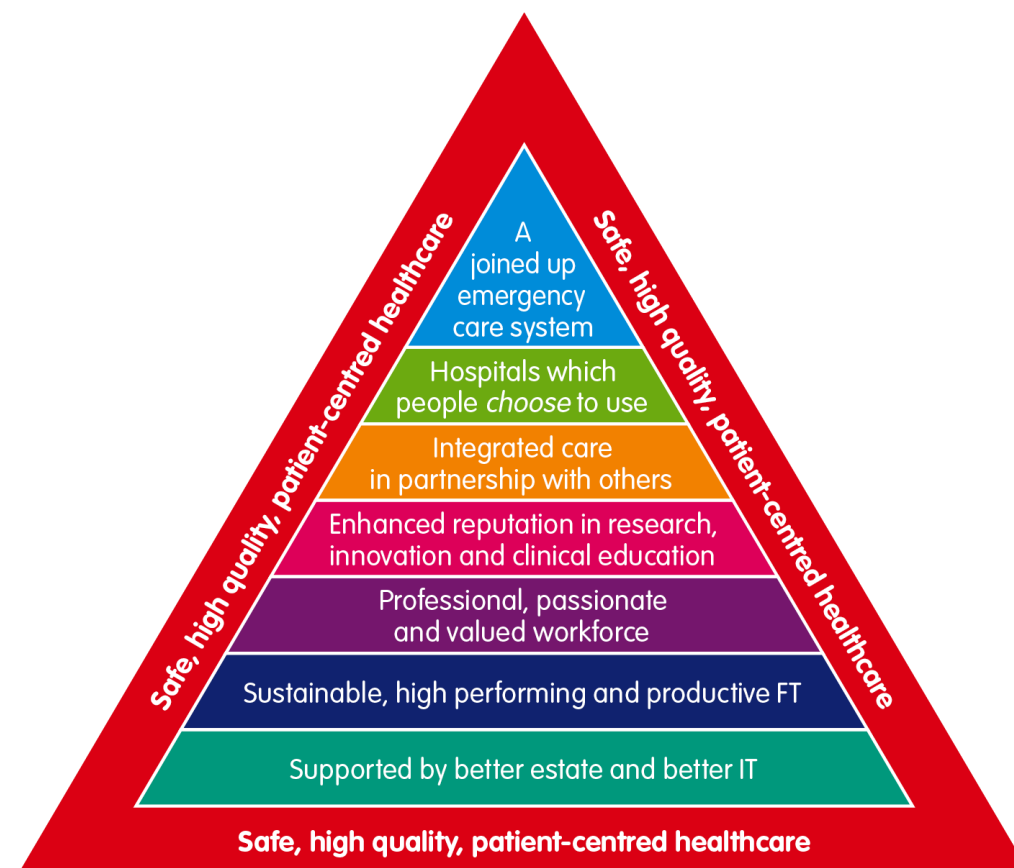 Safe, high quality, patient-centred healthcare
Safe, high quality, patient-centred healthcare
A
joined up
emergency
care system
Hospitals which
people choose to use
Integrated care
in partnership with others
Enhanced reputation in research,
innovation and clinical education
Professional, passionate
and valued workforce
Sustainable, high performing and productive FT
Supported by better estate and better IT
Safe, high quality, patient-centred healthcare